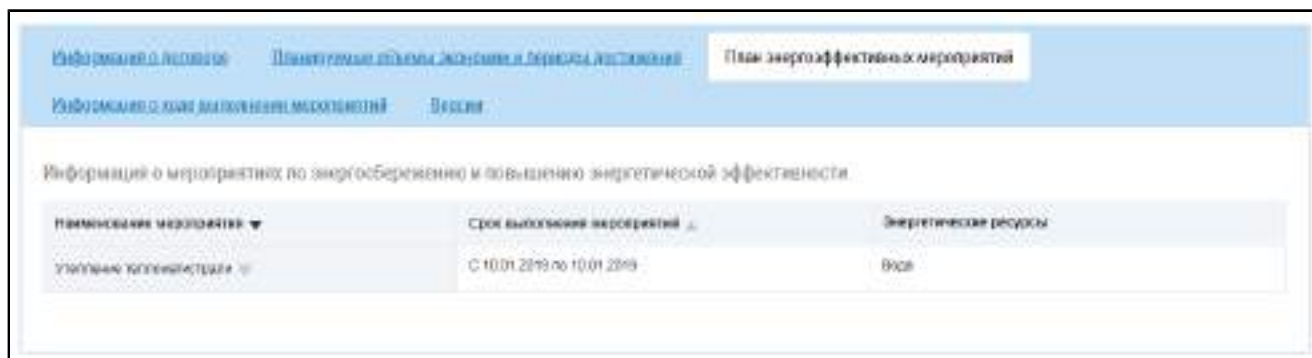 Информация о договоре Планируемые объемы экономии и периоды достижения План энергоэффективных мероприятий
Информация о ходе выполнения мероприятий Версии
Информация о мероприятиях по энергосбережению и повышению энергетической эффективности
Наименование мероприятия Срок выполнения мероприятий Энергетические ресурсы
Утепление тепломагистрали С 10.01.2019 по 10.01.2019 Вода